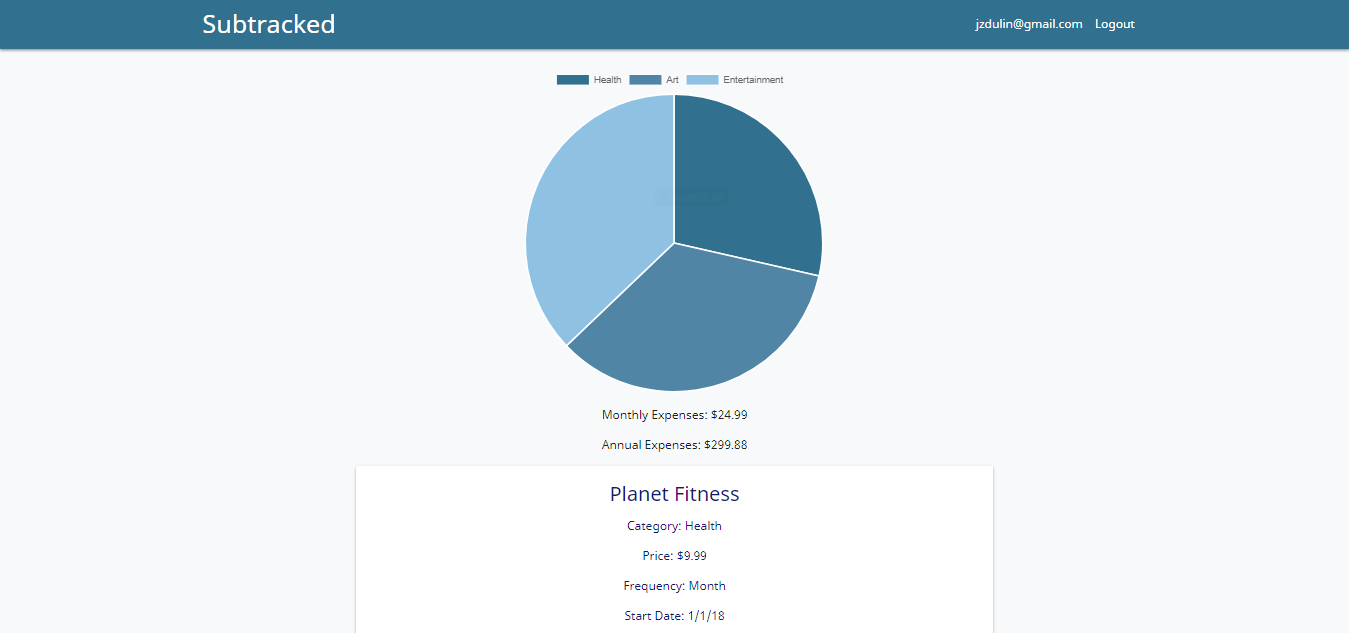 Subtracked
jzdulin@gmail.com Logout
Health Art Entertainment
Monthly Expenses: $24.99
Annual Expenses: $299.88
Planet Fitness
Category: Health
Price: $9.99
Frequency: Month
Start Date: 1/1/18